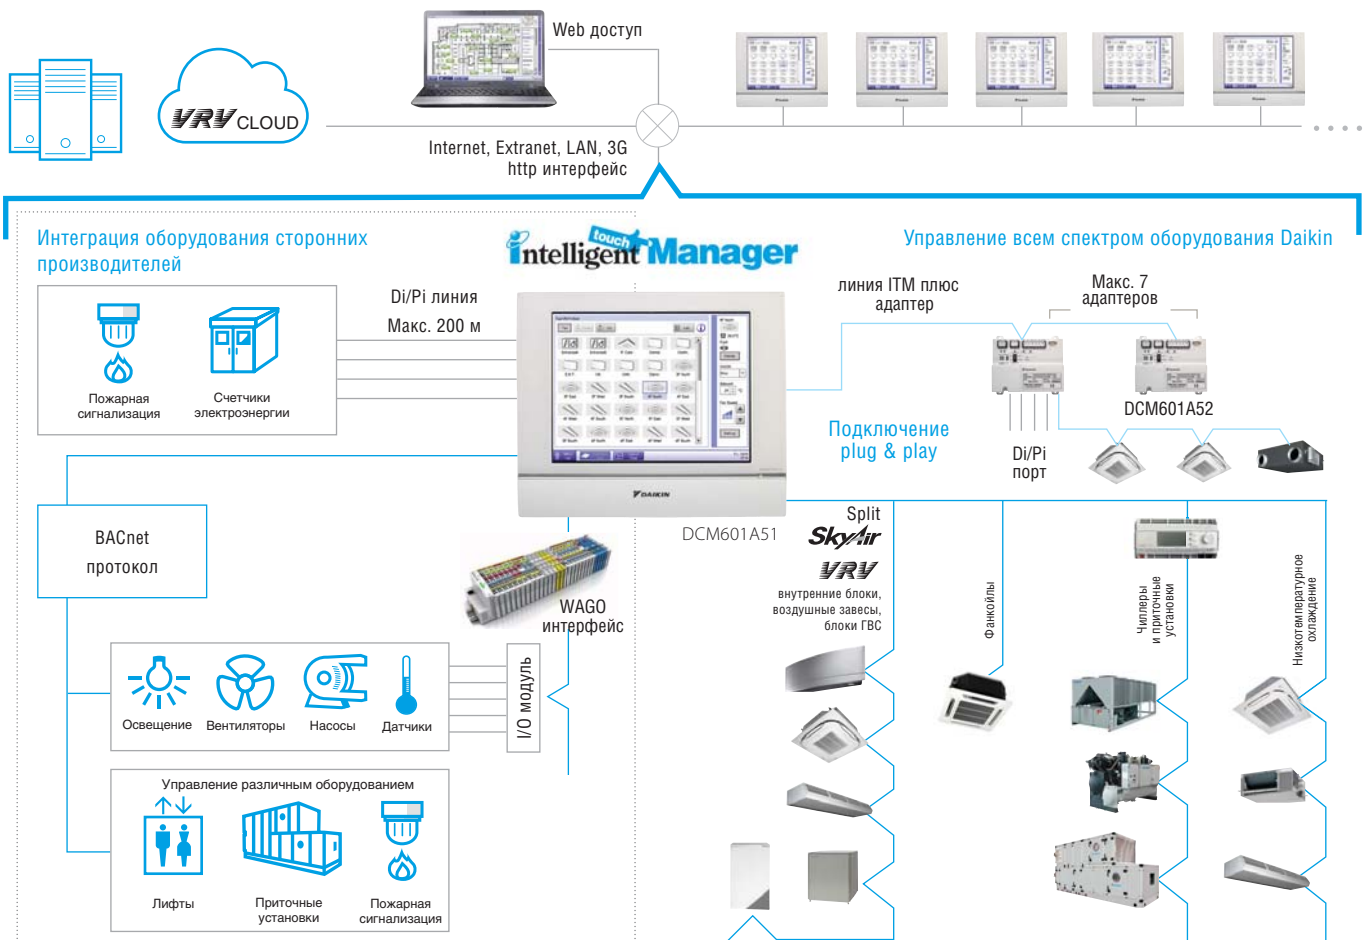 Web доступ
VRV CLOUD
Internet, Extranet, LAN, 3G
http интерфейс
Интеграция оборудования сторонних
производителей
intelligent touch Manager
Управление всем спектром оборудования Daikin
Di/Pi линия
Макс. 200 м
Пожарная
сигнализация
Счетчики
электроэнергии
линия ITM плюс
адаптер
Макс. 7
адаптеров
DCM601A52
Подключение
plug & play
Di/Pi
порт
DAIKIN
DCM601A51
BACnet
протокол
WAGO
интерфейс
I/O модуль
Освещение
Вентиляторы
Насосы
Датчики
Управление различным оборудованием
Лифты
Приточные
установки
Пожарная
сигнализация
Split
SkyAir
VRV
внутренние блоки,
воздушные завесы,
блоки ГВС
Фанкойлы
Чиллеры
и приточные
установки
Низкотемпературное
охлаждение